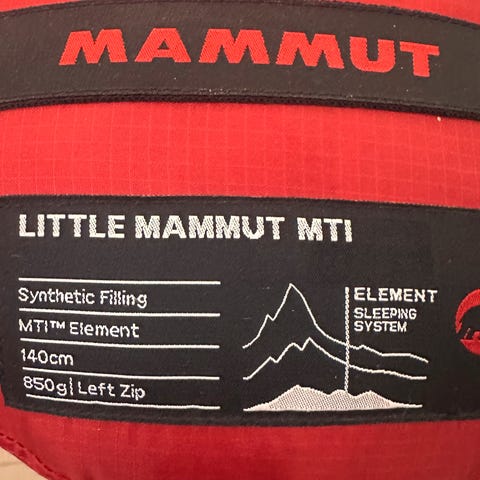 MAMMUT
LITTLE MAMMUT MTI
Synthetic Filling
MTI™ Element
140cm
850g| Left Zip
ELEMENT
SLEEPING
SYSTEM